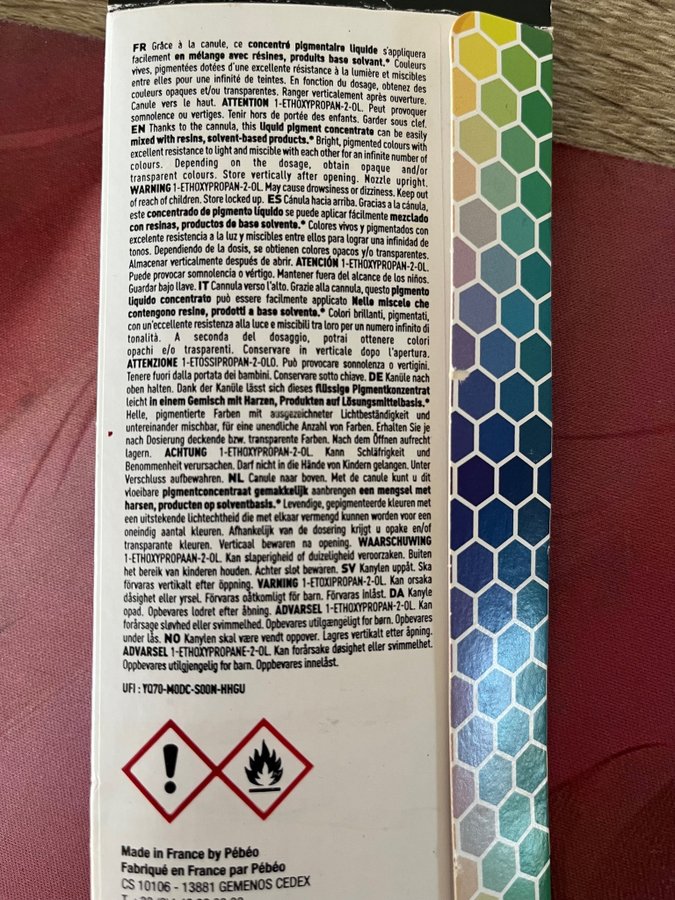 FR Grâce à la canule, ce concentré pigmentaire liquide s'appliquera
facilement en mélange avec résines, produits base solvant.* Couleurs
vives, pigmentées dotées d'une excellente résistance à la lumière et miscibles
entre elles pour une infinité de teintes. En fonction du dosage, obtenez des
couleurs opaques et/ou transparentes. Ranger verticalement après ouverture.
Canule vers le haut. ATTENTION 1-ETHOXYPROPAN-2-OL. Peut provoquer
somnolence ou vertiges. Tenir hors de portée des enfants. Garder sous clef.
EN Thanks to the cannula, this liquid pigment concentrate can be easily
mixed with resins, solvent-based products.* Bright, pigmented colours with
excellent resistance to light and miscible with each other for an infinite number of
colours. Depending on the dosage, obtain opaque and/or
transparent colours. Store vertically after opening. Nozzle upright.
WARNING 1-ETHOXYPROPAN-2-OL. May cause drowsiness or dizziness. Keep out
of reach of children. Store locked up. ES Cánula hacia arriba. Gracias a la cánula,
este concentrado de pigmento líquido se puede aplicar fácilmente mezclado
con resinas, productos de base solvente.* Colores vivos y pigmentados con
excelente resistencia a la luz y miscibles entre ellos para lograr una infinidad de
tonos. Dependiendo de la dosis, se obtienen colores opacos y/o transparentes.
Almacenar verticalmente después de abrir. ATENCIÓN 1-ETHOXYPROPAN-2-OL.
Puede provocar somnolencia o vértigo. Mantener fuera del alcance de los niños.
Guardar bajo llave. IT Cannula verso l'alto. Grazie alla cannula, questo pigmento
liquido concentrato può essere facilmente applicato Nelle miscele che
contengono resine, prodotti a base solvente.* Colori brillanti, pigmentati,
con un'eccellente resistenza alla luce e miscibili tra loro per un numero infinito di
tonalità. A seconda del dosaggio, potrai ottenere colori
opachi e/o trasparenti. Conservare in verticale dopo l'apertura.
ATTENZIONE 1-ETOSSIPROPAN-2-OLO. Può provocare sonnolenza o vertigini.
Tenere fuori dalla portata dei bambini. Conservare sotto chiave. DE Kanüle nach
oben halten. Dank der Kanüle lässt sich dieses flüssige Pigmentkonzentrat
leicht in einem Gemisch mit Harzen, Produkten auf Lösungsmittelbasis.*
Helle, pigmentierte Farben mit ausgezeichneter Lichtbeständigkeit und
untereinander mischbar, für eine unendliche Anzahl von Farben. Erhalten Sie je
nach Dosierung deckende bzw. transparente Farben. Nach dem Öffnen aufrecht
lagern. ACHTUNG 1-ETHOXYPROPAN-2-OL. Kann Schläfrigkeit und
Benommenheit verursachen. Darf nicht in die Hände von Kindern gelangen. Unter
Verschluss aufbewahren. NL Canule naar boven. Met de canule kunt u dit
vloeibare pigmentconcentraat gemakkelijk aanbrengen een mengsel met
harsen, producten op solventbasis.* Levendige, gepigmenteerde kleuren met
een uitstekende lichtechtheid die met elkaar vermengd kunnen worden voor een
oneindig aantal kleuren. Afhankelijk van de dosering krijgt u opake en/of
transparante kleuren. Verticaal bewaren na opening. WAARSCHUWING
1-ETHOXYPROPAAN-2-OL. Kan slaperigheid of duizeligheid veroorzaken. Buiten
het bereik van kinderen houden. Achter slot bewaren. SV Kanylen uppåt. Ska
förvaras vertikalt efter öppning. VARNING 1-ETOXIPROPAN-2-OL. Kan orsaka
dåsighet eller yrsel. Förvaras oåtkomligt för barn. Förvaras inlåst. DA Kanyle
opad. Opbevares lodret efter åbning. ADVARSEL 1-ETHOXYPROPAN-2-OL. Kan
forårsage sløvhed eller svimmelhed. Opbevares utilgængeligt for børn. Opbevares
under lås. NO Kanylen skal være vendt oppover. Lagres vertikalt etter åpning.
ADVARSEL 1-ETHOXYPROPANE-2-OL. Kan forårsake døsighet eller svimmelhet.
Oppbevares utilgjengelig for barn. Oppbevares innelåst.
UFI : YQ70-M0DC-S00N-HHGU
Made in France by Pébéo
Fabriqué en France par Pébéo
CS 10106 - 13881 GEMENOS CEDEX